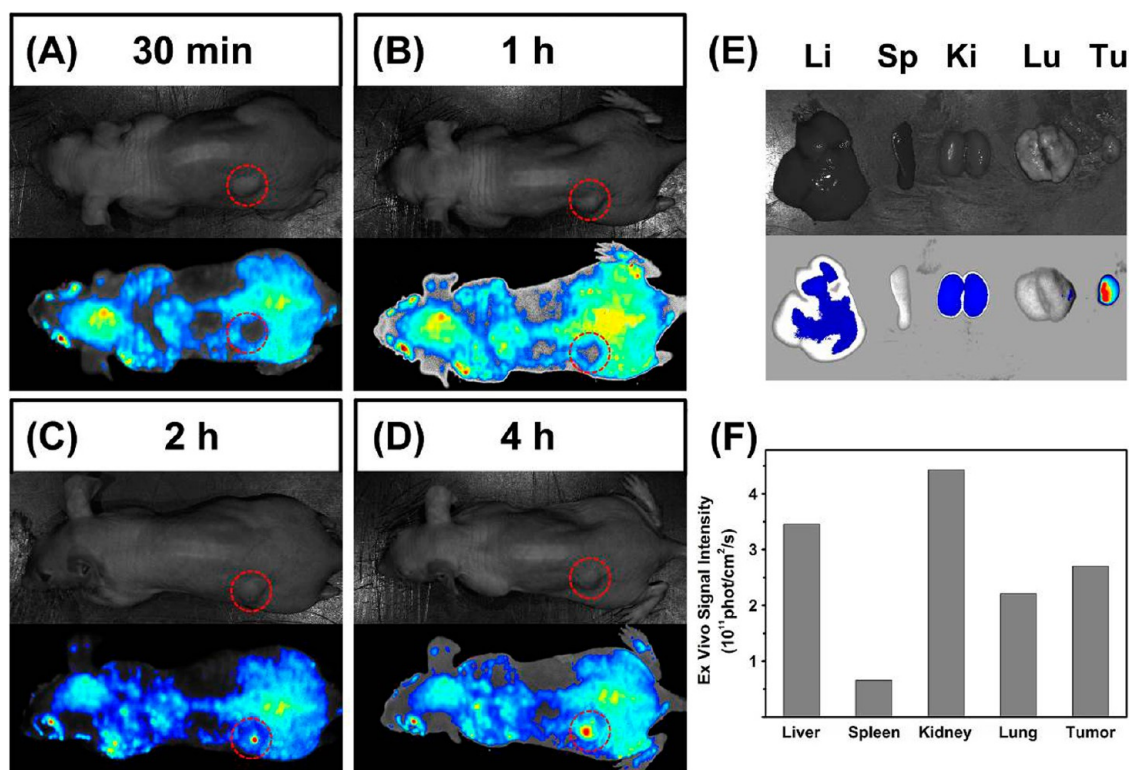 (A) 30 min
(B) 1 h
(C) 2 h
(D) 4 h
(E)
Li Sp Ki Lu Tu
(F)
Ex Vivo Signal Intensity
(10¹¹phot/cm²/s)
4
3
2
1
Liver Spleen Kidney Lung Tumor